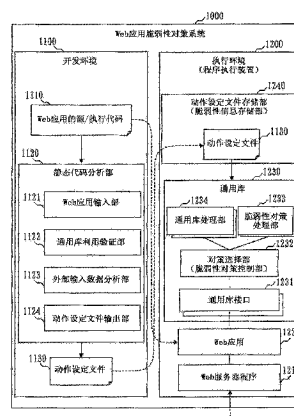 1000
Web应用脆弱性对策系统
1100
开发环境
1110
Web应用的源/执行代码
1120
静态代码分析部
1121
Web应用输入部
1122
通用库利用验证部
1123
外部输入数据分析部
1124
动作设定文件输出部
1130
动作设定文件
1200
执行环境
(程序执行装置)
1240
动作设定文件存储部
(脆弱性信息存储部)
1130
动作设定文件
1230
通用库
1234
通用库处理部
1233
脆弱性对策
处理部
1232
对策选择部
(脆弱性对策控制部)
1231
通用库接口
Web应用
Web服务器程序